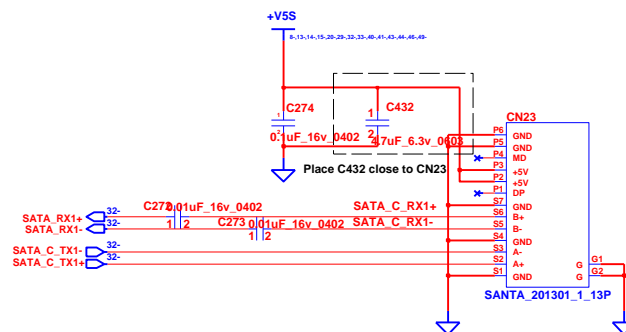 +V5S
8-,13-,14-,15-,20-,29-,32-,33-,40-,41-,43-,44-,46-,49-
C274
1
2
0.1uF_16v_0402
C432
1
2
4.7uF_6.3v_0603
Place C432 close to CN23
CN23
P6 GND
P5 GND
P4 MD
P3 +5V
P2 +5V
P1 DP
S7 GND
S6 B+
S5 B-
S4 GND
S3 A-
S2 A+
S1 GND
G G1
G G2
SANTA_201301_1_13P
C272 0.01uF_16v_0402
SATA_C_RX1+
SATA_RX1+ 32-
1 2
C273 0.01uF_16v_0402
SATA_C_RX1-
SATA_RX1- 32-
1 2
SATA_C_TX1- 32-
SATA_C_TX1+ 32-